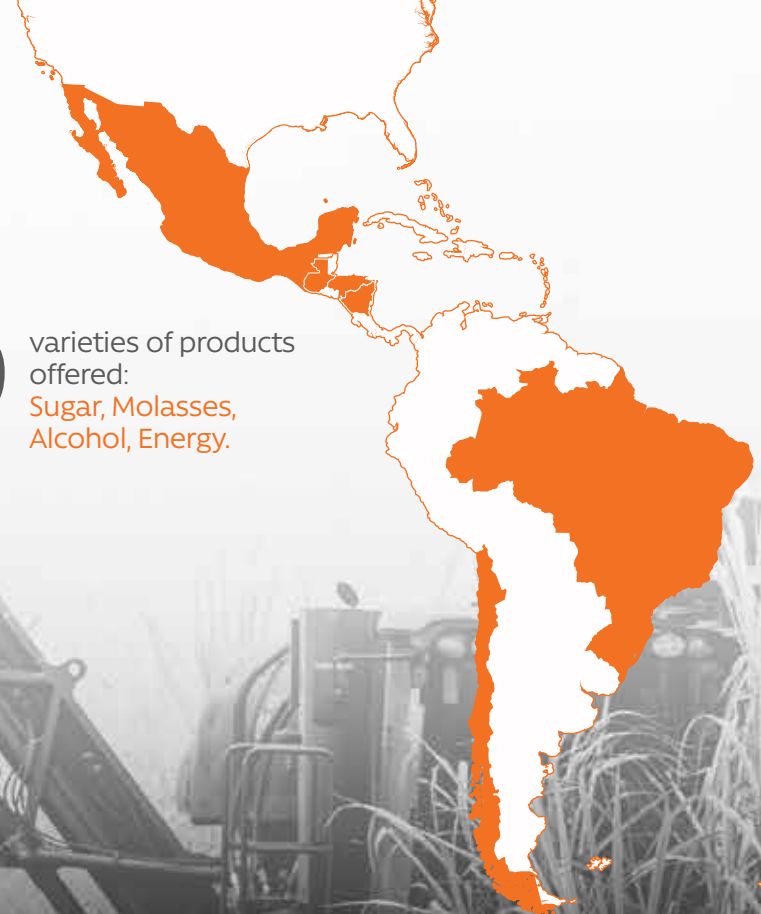 varieties of products
offered:
Sugar, Molasses,
Alcohol, Energy.